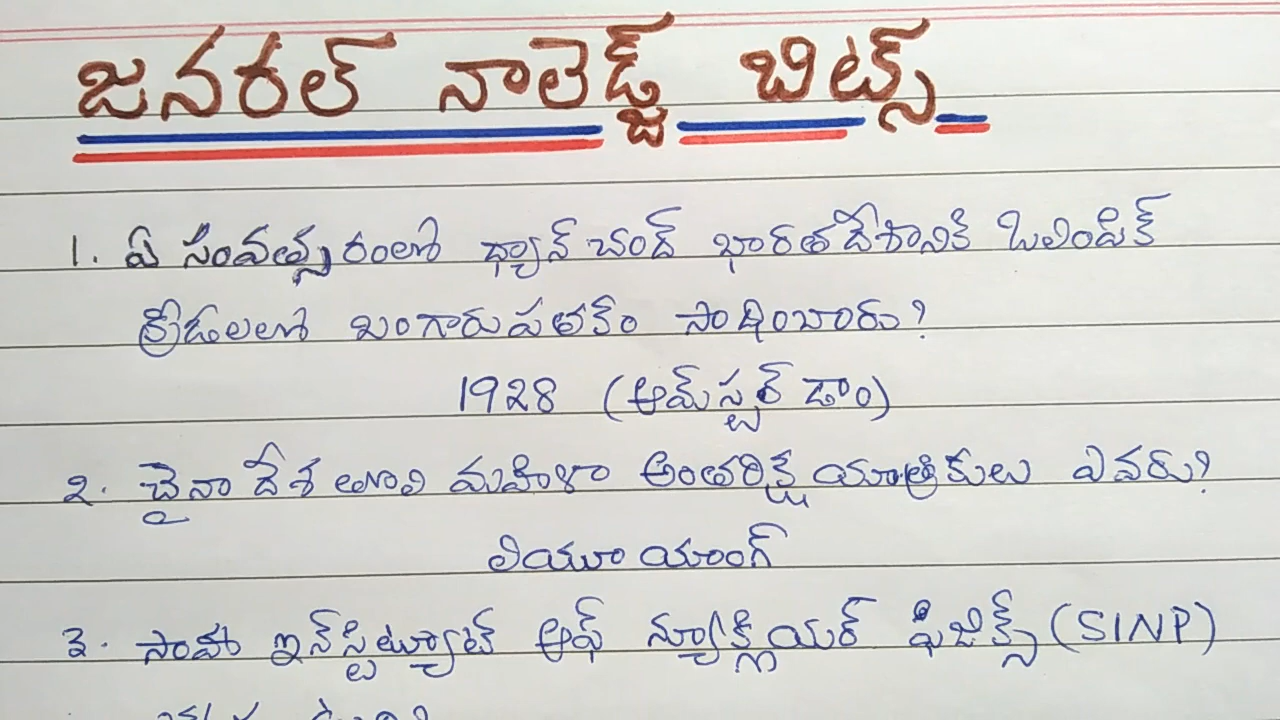 జనరల్ నాలెడ్జ్ బిట్స్
1. ఏ సంవత్సరంలో ధ్యాన్ చంద్ భారతదేశానికి ఒలింపిక్
క్రీడలలో బంగారుపతకం సాధించారు?
1928 (ఆమ్‌స్టర్ డాం)
2. చైనా దేశ తొలి మహిళా అంతరిక్ష యాత్రికులు ఎవరు?
లియూ యాంగ్
3. సాహా ఇన్‌స్టిట్యూట్ ఆఫ్ న్యూక్లియర్ ఫిజిక్స్ (SINP)